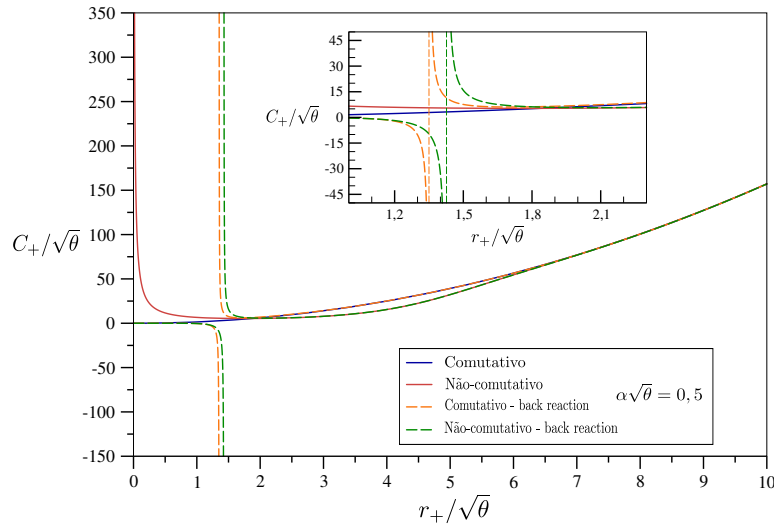 350
300
250
200
150
100
50
0
-50
-100
-150
C₊/√θ
0 1 2 3 4 5 6 7 8 9 10
r₊/√θ
45
30
15
0
-15
-30
-45
C₊/√θ
1,2 1,5 1,8 2,1
r₊/√θ
Comutativo
Não-comutativo
Comutativo - back reaction
Não-comutativo - back reaction
α√θ = 0, 5